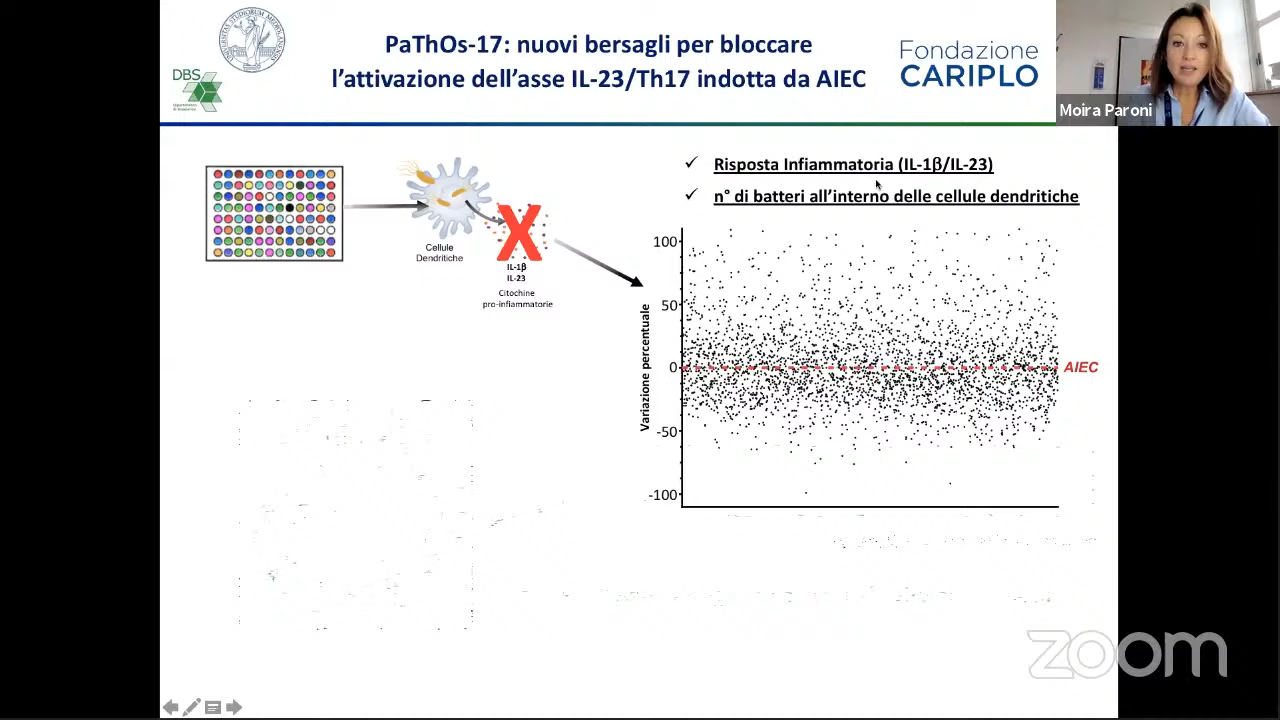 PaThOs-17: nuovi bersagli per bloccare
l'attivazione dell'asse IL-23/Th17 indotta da AIEC
DBS
Fondazione
CARIPLO
Moira Paroni
✓ Risposta Infiammatoria (IL-1β/IL-23)
✓ n° di batteri all'interno delle cellule dendritiche
Cellule
Dendritiche
X
IL-1β
IL-23
Citochine
pro-infiammatorie
Variazione percentuale
100
50
0
-50
-100
AIEC
zoom